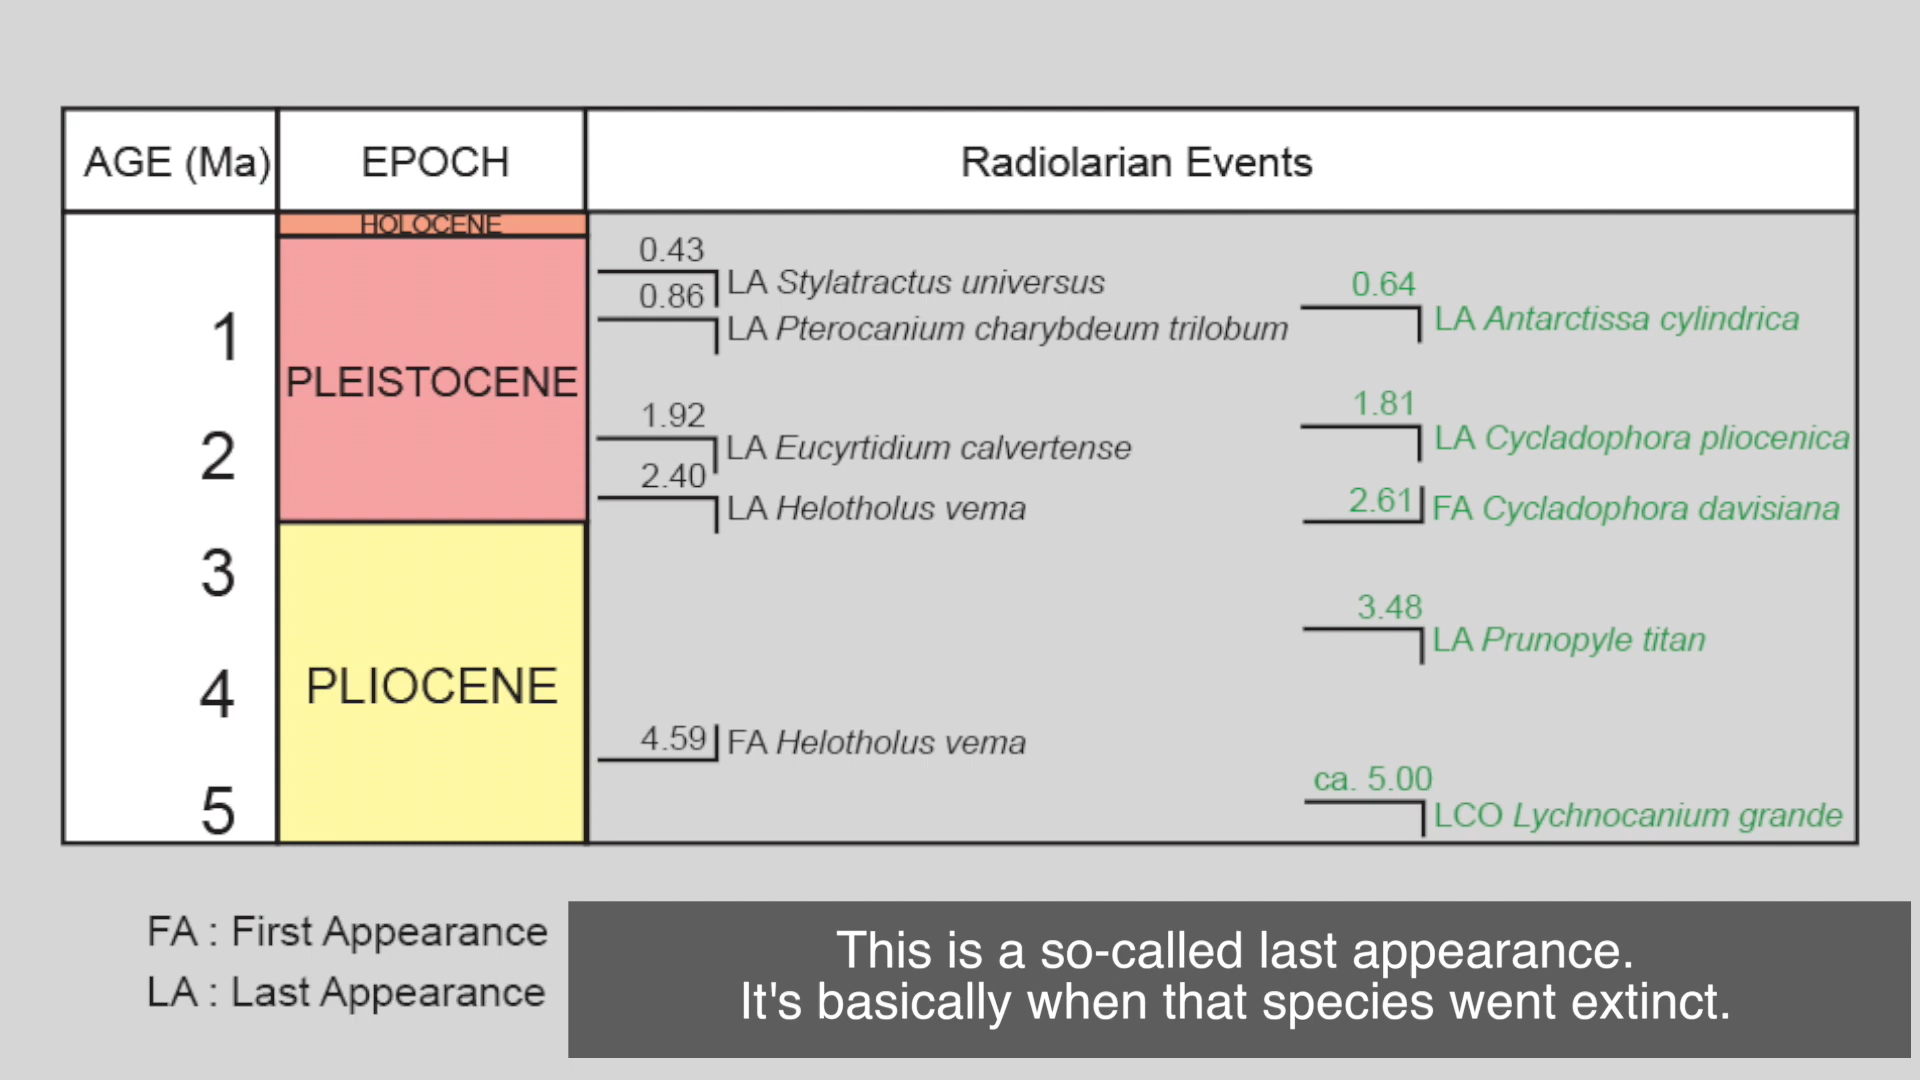 AGE (Ma)
EPOCH
Radiolarian Events
HOLOCENE
PLEISTOCENE
PLIOCENE
1
2
3
4
5
0.43
LA Stylatractus universus
0.86
LA Pterocanium charybdeum trilobum
1.92
LA Eucyrtidium calvertense
2.40
LA Helotholus vema
4.59
FA Helotholus vema
0.64
LA Antarctissa cylindrica
1.81
LA Cycladophora pliocenica
2.61
FA Cycladophora davisiana
3.48
LA Prunopyle titan
ca. 5.00
LCO Lychnocanium grande
FA : First Appearance
LA : Last Appearance
This is a so-called last appearance.
It's basically when that species went extinct.